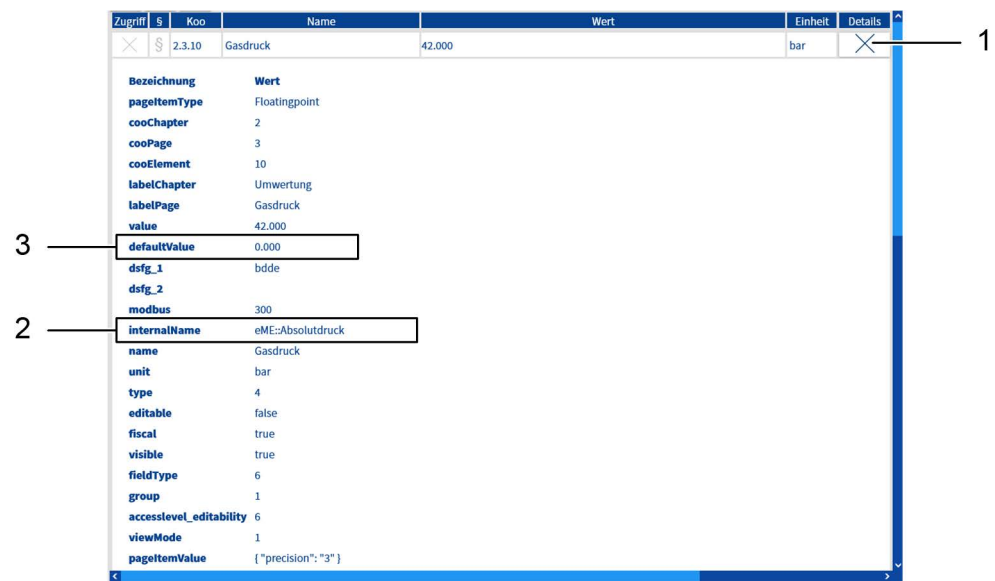 Zugriff § Koo Name Wert Einheit Details
§ 2.3.10 Gasdruck 42.000 bar
1
Bezeichnung Wert
pageItemType Floatingpoint
cooChapter 2
cooPage 3
cooElement 10
labelChapter Umwertung
labelPage Gasdruck
value 42.000
3 defaultValue 0.000
dsfg_1 bdde
dsfg_2
modbus 300
2 internalName eME::Absolutdruck
name Gasdruck
unit bar
type 4
editable false
fiscal true
visible true
fieldType 6
group 1
accesslevel_editability 6
viewMode 1
pageItemValue { "precision": "3" }